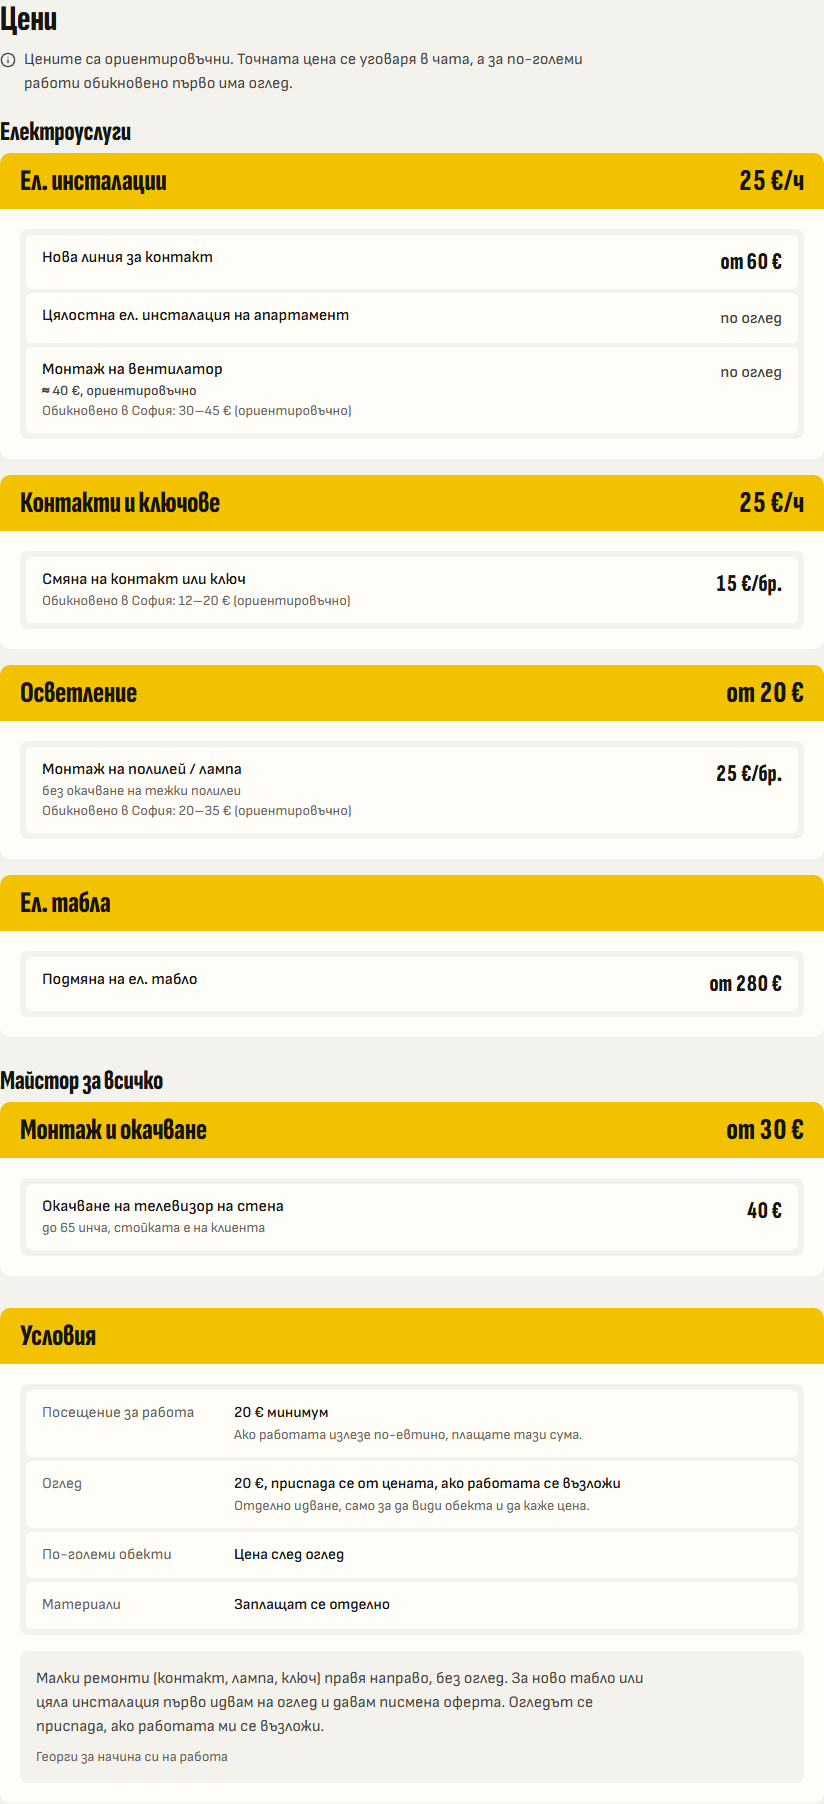 Цени
Цените са ориентировъчни. Точната цена се уговаря в чата, а за по-големи
работи обикновено първо има оглед.
Електроуслуги
Ел. инсталации 25 €/ч
Нова линия за контакт от 60 €
Цялостна ел. инсталация на апартамент по оглед
Монтаж на вентилатор по оглед
≈ 40 €, ориентировъчно
Обикновено в София: 30–45 € (ориентировъчно)
Контакти и ключове 25 €/ч
Смяна на контакт или ключ 15 €/бр.
Обикновено в София: 12–20 € (ориентировъчно)
Осветление от 20 €
Монтаж на полилей / лампа 25 €/бр.
без окачване на тежки полилеи
Обикновено в София: 20–35 € (ориентировъчно)
Ел. табла
Подмяна на ел. табло от 280 €
Майстор за всичко
Монтаж и окачване от 30 €
Окачване на телевизор на стена 40 €
до 65 инча, стойката е на клиента
Условия
Посещение за работа 20 € минимум
Ако работата излезе по-евтино, плащате тази сума.
Оглед 20 €, приспада се от цената, ако работата се възложи
Отделно идване, само за да види обекта и да каже цена.
По-големи обекти Цена след оглед
Материали Заплащат се отделно
Малки ремонти (контакт, лампа, ключ) правя направо, без оглед. За ново табло или
цяла инсталация първо идвам на оглед и давам писмена оферта. Огледът се
приспада, ако работата ми се възложи.
Георги за начина си на работа